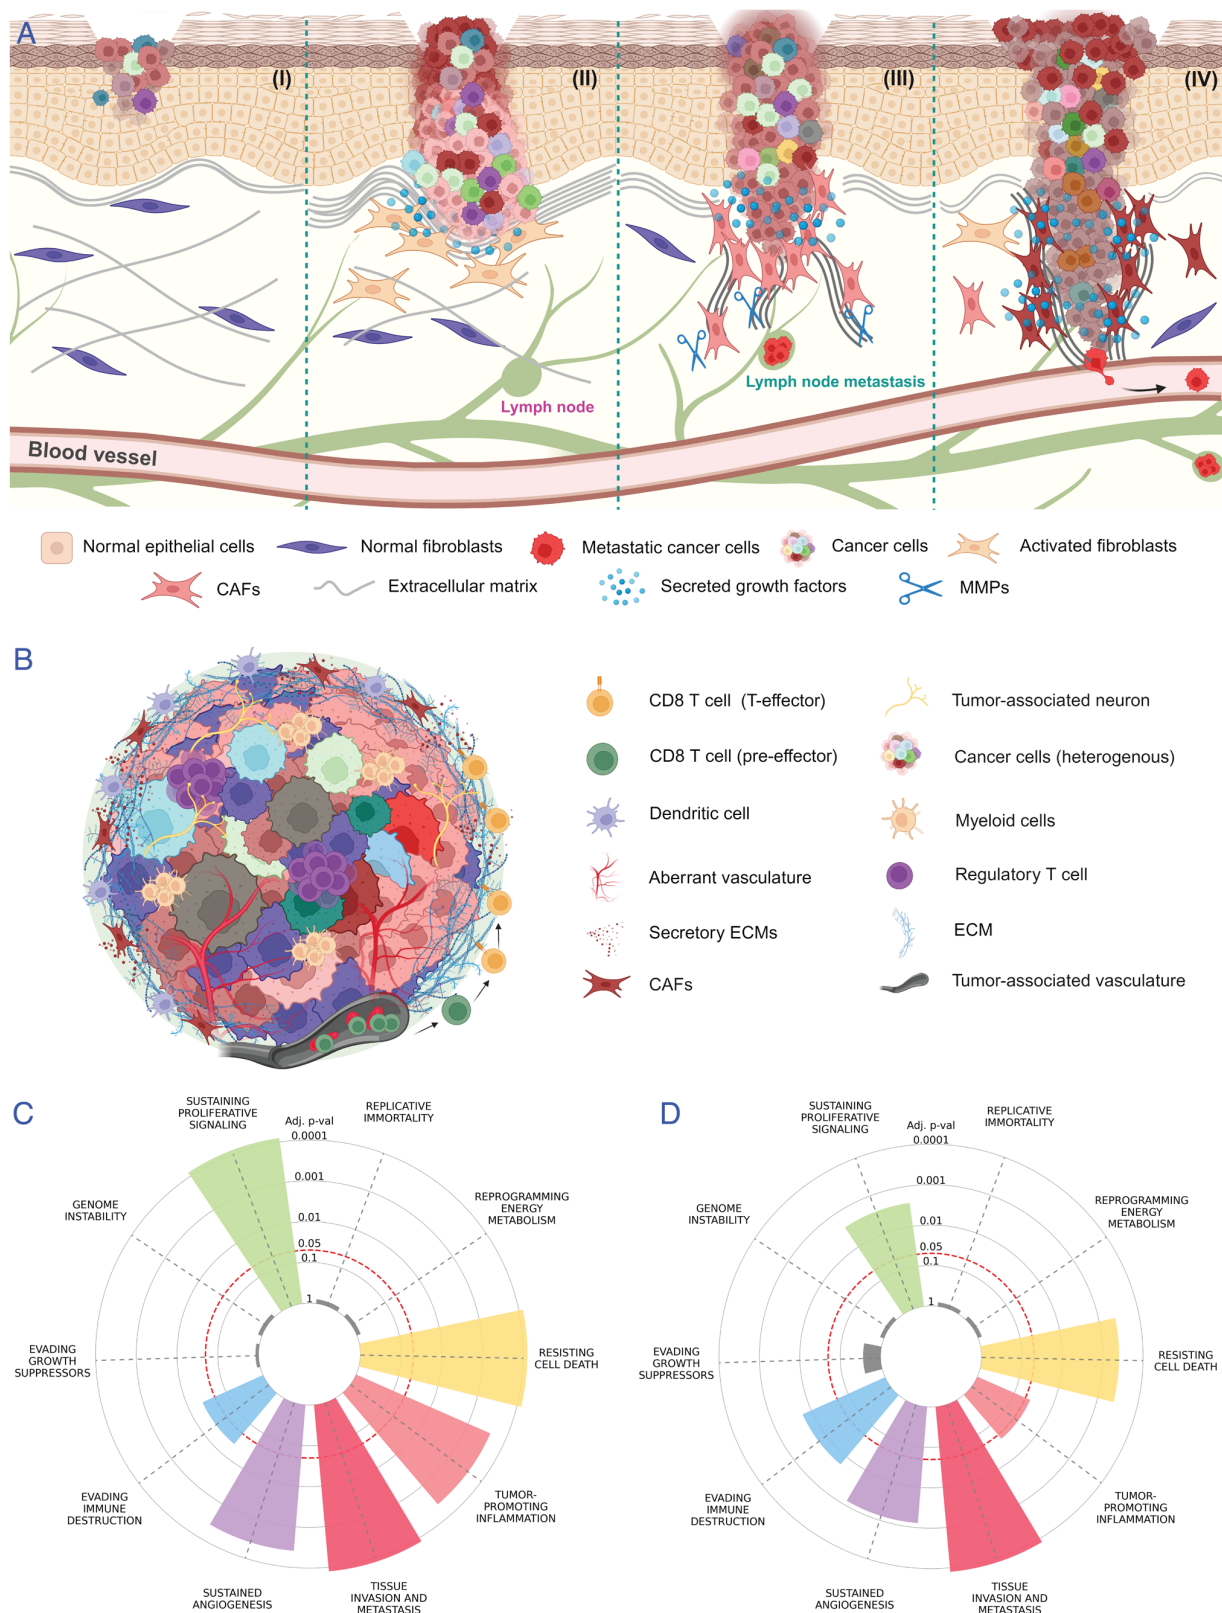 A
(I)
(II)
(III)
(IV)
Lymph node
Lymph node metastasis
Blood vessel
Normal epithelial cells
Normal fibroblasts
Metastatic cancer cells
Cancer cells
Activated fibroblasts
CAFs
Extracellular matrix
Secreted growth factors
MMPs
B
CD8 T cell (T-effector)
Tumor-associated neuron
CD8 T cell (pre-effector)
Cancer cells (heterogenous)
Dendritic cell
Myeloid cells
Aberrant vasculature
Regulatory T cell
Secretory ECMs
ECM
CAFs
Tumor-associated vasculature
C
SUSTAINING
PROLIFERATIVE
SIGNALING
Adj. p-val
0.0001
0.001
0.01
0.05
0.1
1
REPLICATIVE
IMMORTALITY
REPROGRAMMING
ENERGY
METABOLISM
RESISTING
CELL DEATH
TUMOR-
PROMOTING
INFLAMMATION
TISSUE
INVASION AND
METASTASIS
SUSTAINED
ANGIOGENESIS
EVADING
IMMUNE
DESTRUCTION
EVADING
GROWTH
SUPPRESSORS
GENOME
INSTABILITY
D
SUSTAINING
PROLIFERATIVE
SIGNALING
Adj. p-val
0.0001
0.001
0.01
0.05
0.1
1
REPLICATIVE
IMMORTALITY
REPROGRAMMING
ENERGY
METABOLISM
RESISTING
CELL DEATH
TUMOR-
PROMOTING
INFLAMMATION
TISSUE
INVASION AND
METASTASIS
SUSTAINED
ANGIOGENESIS
EVADING
IMMUNE
DESTRUCTION
EVADING
GROWTH
SUPPRESSORS
GENOME
INSTABILITY